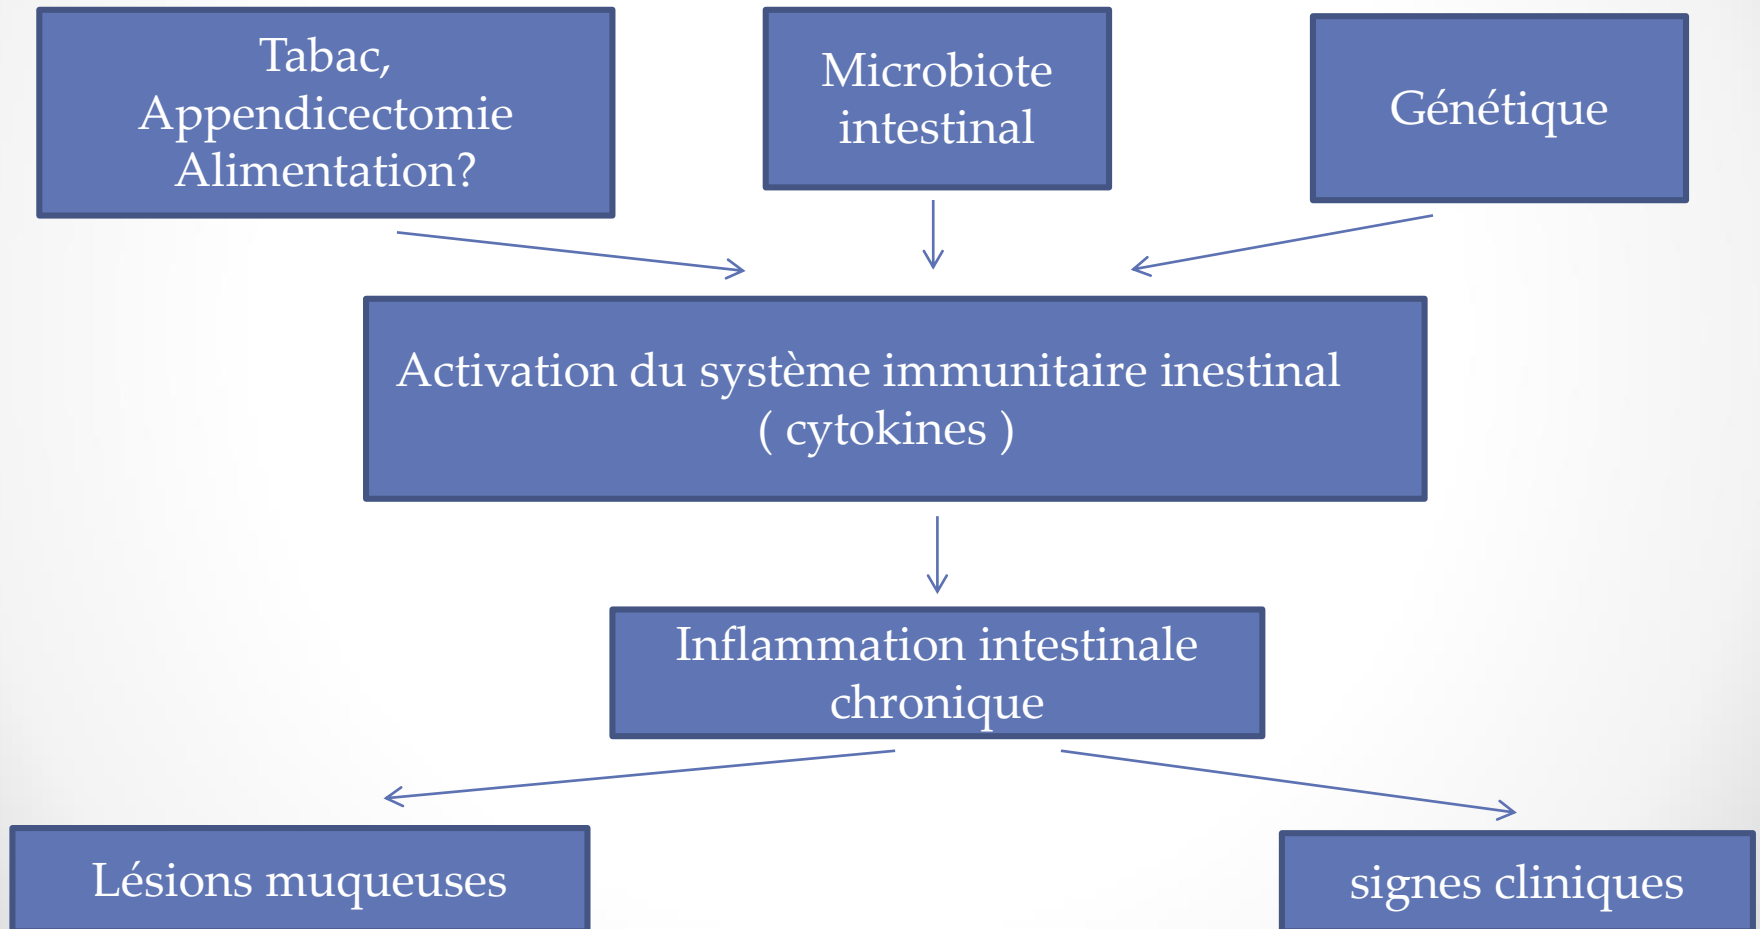 Tabac,
Appendicectomie
Alimentation?
Microbiote
intestinal
Génétique
Activation du système immunitaire inestinal
( cytokines )
Inflammation intestinale
chronique
Lésions muqueuses
signes cliniques